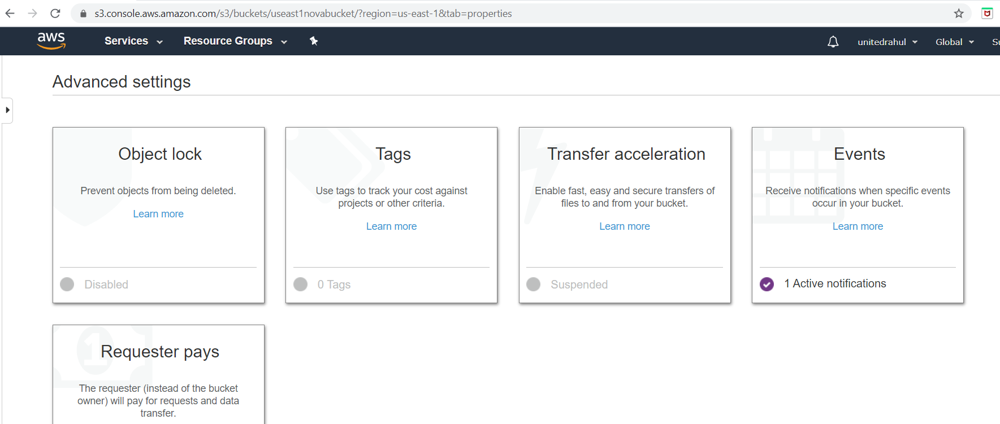 s3.console.aws.amazon.com/s3/buckets/useast1novabucket/?region=us-east-1&tab=properties
aws Services Resource Groups unitedrahul Global
Advanced settings
Object lock
Prevent objects from being deleted.
Learn more
Disabled
Tags
Use tags to track your cost against
projects or other criteria.
Learn more
0 Tags
Transfer acceleration
Enable fast, easy and secure transfers of
files to and from your bucket.
Learn more
Suspended
Events
Receive notifications when specific events
occur in your bucket.
Learn more
1 Active notifications
1
Requester pays
The requester (instead of the bucket
owner) will pay for requests and data
transfer.